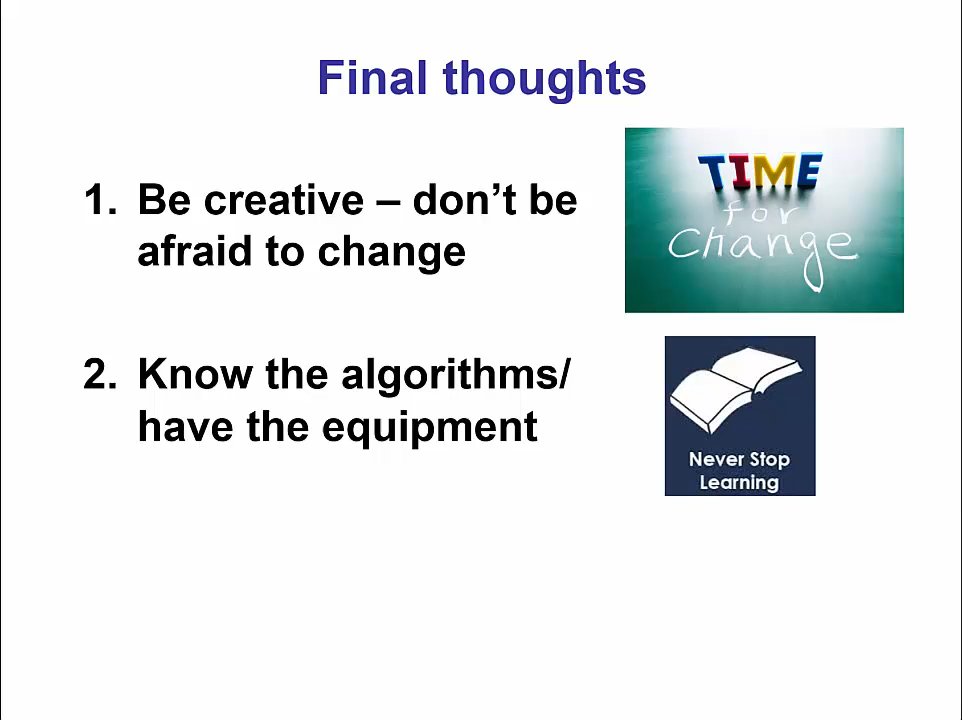 Final thoughts
1. Be creative – don’t be
afraid to change
TIME
for
Change
2. Know the algorithms/
have the equipment
Never Stop
Learning